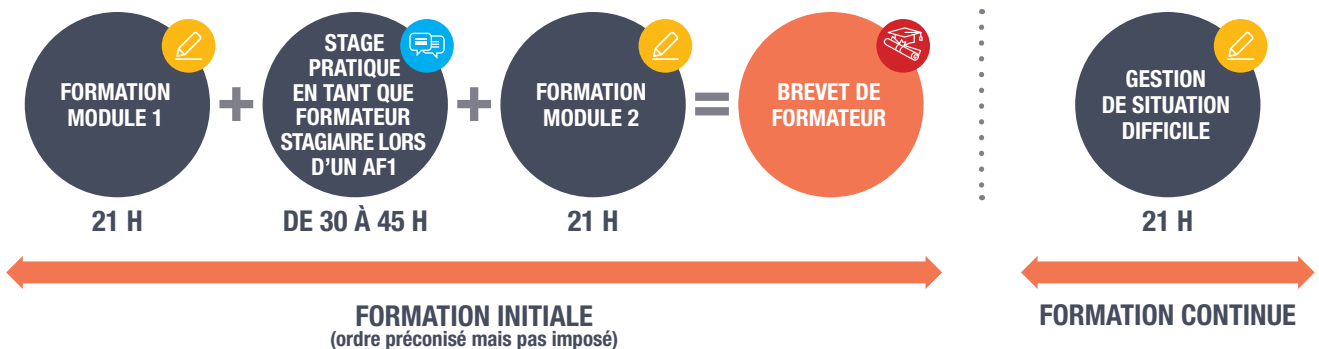 FORMATION
MODULE 1
+
STAGE
PRATIQUE
EN TANT QUE
FORMATEUR
STAGIAIRE LORS
D’UN AF1
+
FORMATION
MODULE 2
=
BREVET DE
FORMATEUR
GESTION
DE SITUATION
DIFFICILE
21 H
DE 30 À 45 H
21 H
21 H
FORMATION INITIALE
(ordre préconisé mais pas imposé)
FORMATION CONTINUE